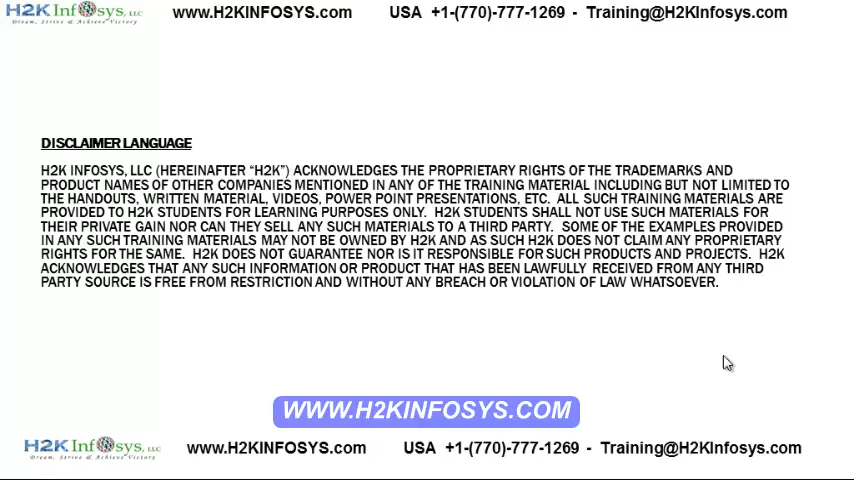 H2K InfOsys, LLC www.H2KINFOSYS.com USA +1-(770)-777-1269 - Training@H2KInfosys.com
Dream, Strive & Achieve Victory
DISCLAIMER LANGUAGE
H2K INFOSYS, LLC (HEREINAFTER “H2K”) ACKNOWLEDGES THE PROPRIETARY RIGHTS OF THE TRADEMARKS AND
PRODUCT NAMES OF OTHER COMPANIES MENTIONED IN ANY OF THE TRAINING MATERIAL INCLUDING BUT NOT LIMITED TO
THE HANDOUTS, WRITTEN MATERIAL, VIDEOS, POWER POINT PRESENTATIONS, ETC. ALL SUCH TRAINING MATERIALS ARE
PROVIDED TO H2K STUDENTS FOR LEARNING PURPOSES ONLY. H2K STUDENTS SHALL NOT USE SUCH MATERIALS FOR
THEIR PRIVATE GAIN NOR CAN THEY SELL ANY SUCH MATERIALS TO A THIRD PARTY. SOME OF THE EXAMPLES PROVIDED
IN ANY SUCH TRAINING MATERIALS MAY NOT BE OWNED BY H2K AND AS SUCH H2K DOES NOT CLAIM ANY PROPRIETARY
RIGHTS FOR THE SAME. H2K DOES NOT GUARANTEE NOR IS IT RESPONSIBLE FOR SUCH PRODUCTS AND PROJECTS. H2K
ACKNOWLEDGES THAT ANY SUCH INFORMATION OR PRODUCT THAT HAS BEEN LAWFULLY RECEIVED FROM ANY THIRD
PARTY SOURCE IS FREE FROM RESTRICTION AND WITHOUT ANY BREACH OR VIOLATION OF LAW WHATSOEVER.
WWW.H2KINFOSYS.COM
H2K InfOsys, LLC www.H2KINFOSYS.com USA +1-(770)-777-1269 - Training@H2KInfosys.com
Dream, Strive & Achieve Victory